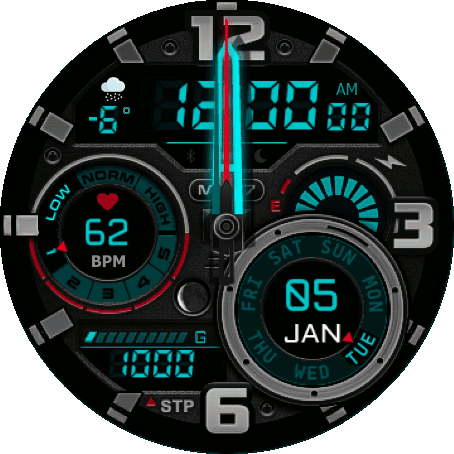 12
12:00 00 AM
-6°
LOW NORM HIGH
62
BPM
1 2 3 4 5
E
3
FRI SAT SUN MON TUE WED THU
05
JAN
G
1000
STP
6